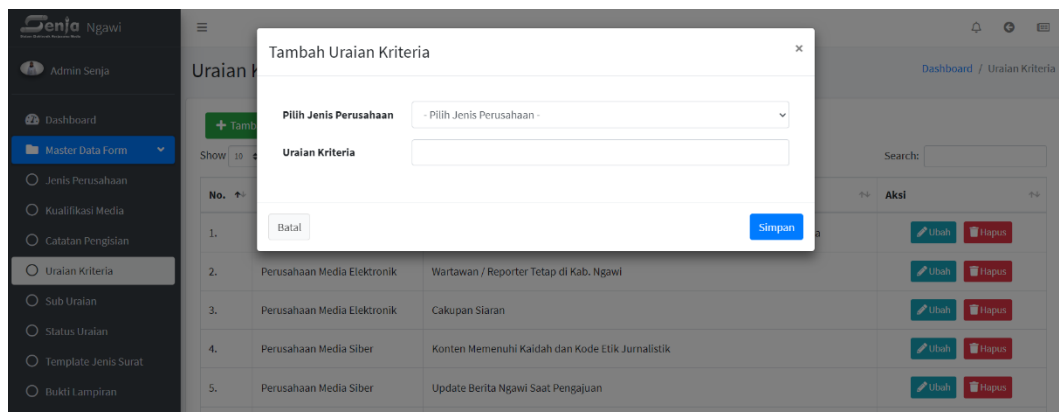 Senja Ngawi
Tambah Uraian Kriteria ×
Admin Senja
Uraian
Dashboard / Uraian Kriteria
Dashboard
Pilih Jenis Perusahaan - Pilih Jenis Perusahaan -
+ Tamb
Master Data Form
Show 10 Uraian Kriteria Search:
Jenis Perusahaan
No. Aksi
Kualifikasi Media
Batal Simpan
1. a Ubah Hapus
Catatan Pengisian
Uraian Kriteria
2. Perusahaan Media Elektronik Wartawan / Reporter Tetap di Kab. Ngawi Ubah Hapus
Sub Uraian
3. Perusahaan Media Elektronik Cakupan Siaran Ubah Hapus
Status Uraian
4. Perusahaan Media Siber Konten Memenuhi Kaidah dan Kode Etik Jurnalistik Ubah Hapus
Template Jenis Surat
5. Perusahaan Media Siber Update Berita Ngawi Saat Pengajuan Ubah Hapus
Bukti Lampiran